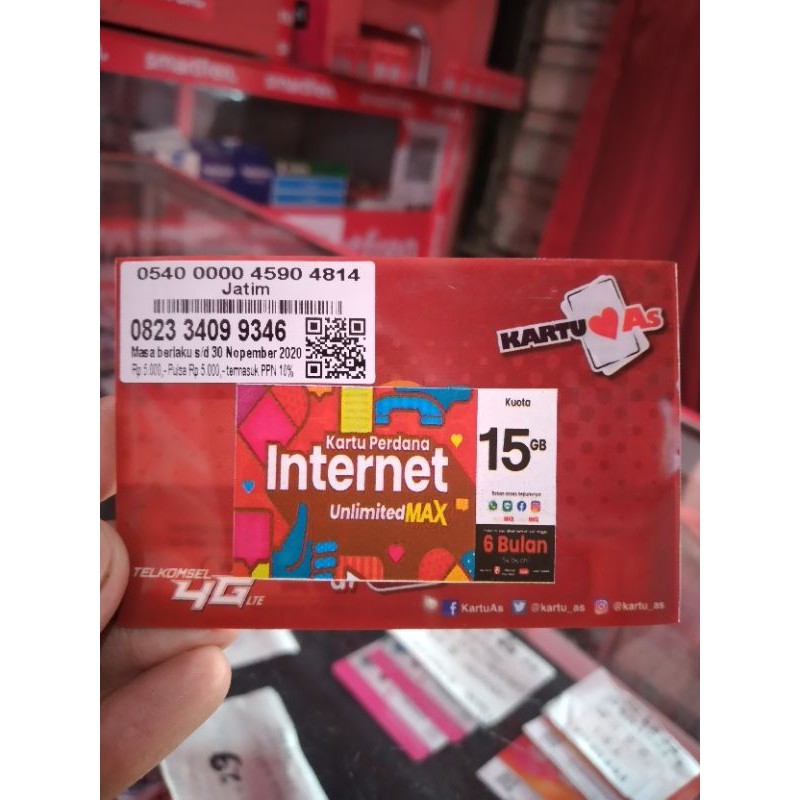 smartfren.
smartfren.
0540 0000 4590 4814
Jatim
0823 3409 9346
Masa berlaku s/d 30 Nopember 2020
Rp 5.000,- Pulsa Rp 5.000,- termasuk PPN 10%
KARTU As
Kartu Perdana
Internet
UnlimitedMAX
Kuota
15GB
6 Bulan
TELKOMSEL
4G LTE
KartuAs
@kartu_as
@kartu_as